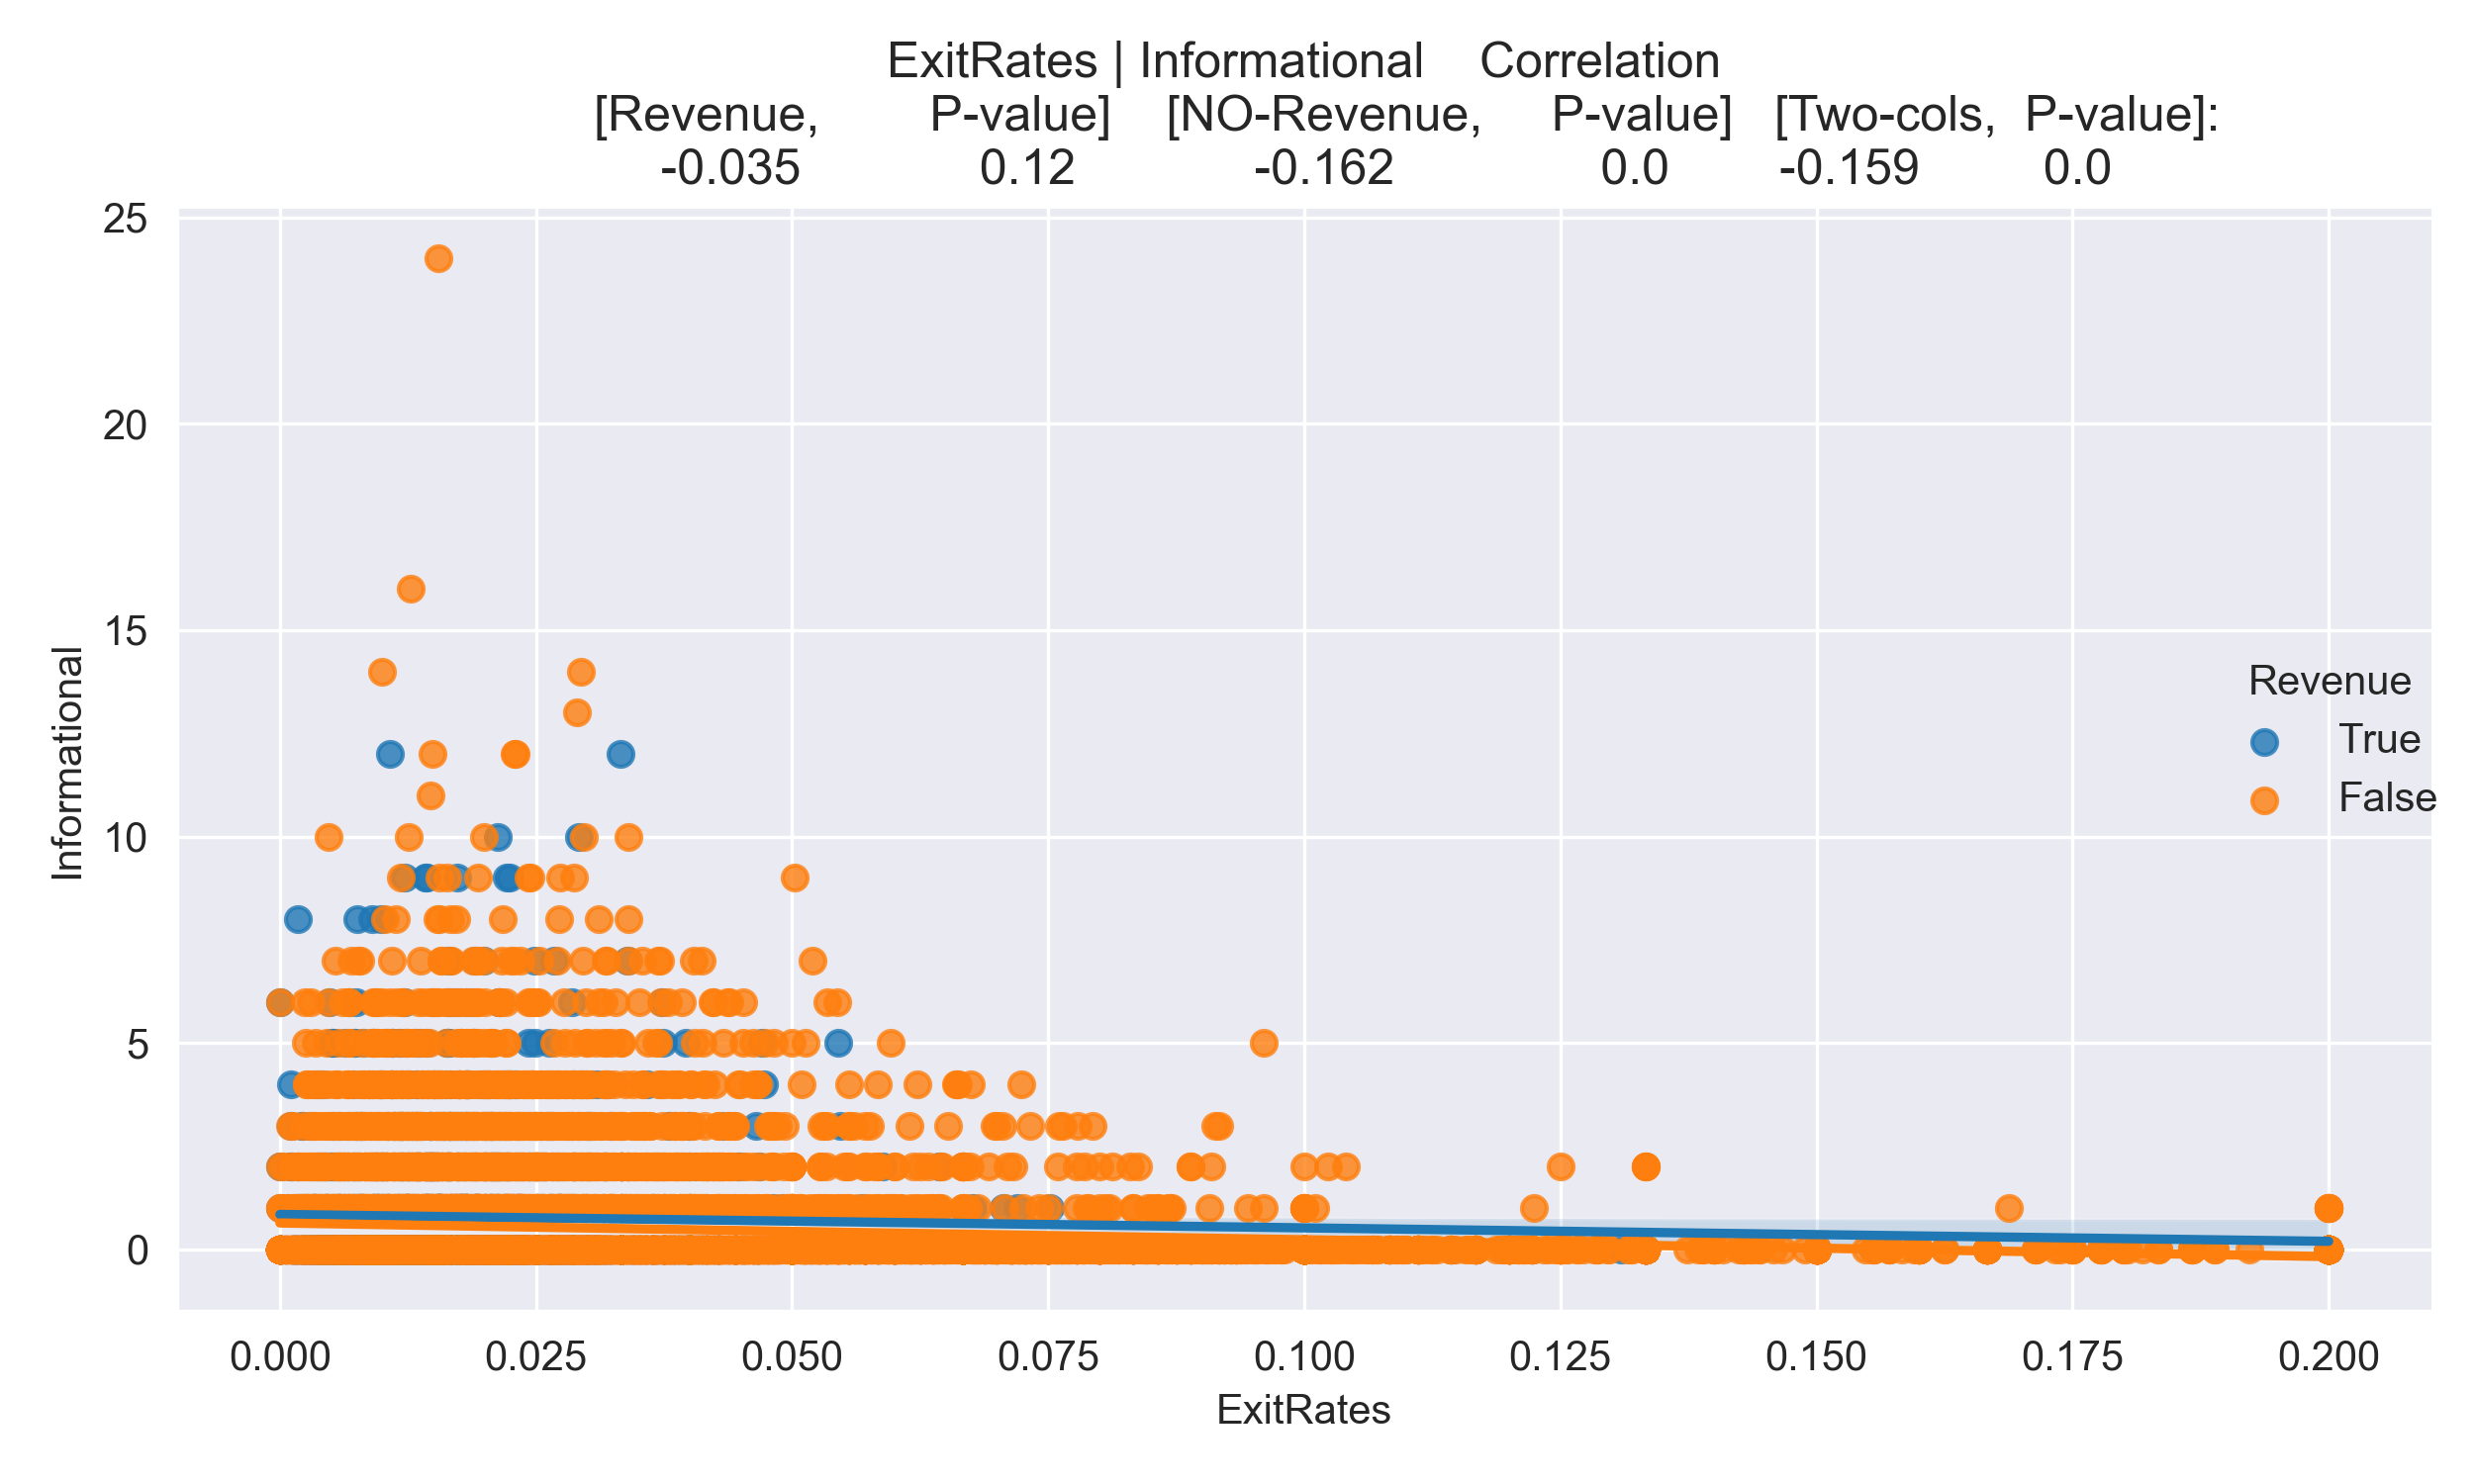 ExitRates | Informational Correlation
[Revenue, P-value] [NO-Revenue, P-value] [Two-cols, P-value]:
-0.035 0.12 -0.162 0.0 -0.159 0.0
25
20
15
10
5
0
Informational
Revenue
True
False
0.000 0.025 0.050 0.075 0.100 0.125 0.150 0.175 0.200
ExitRates